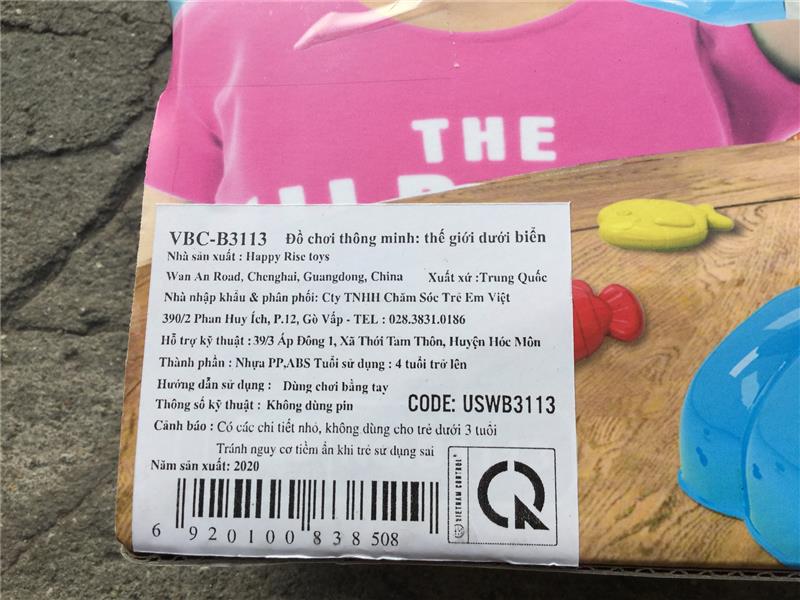 THE
VBC-B3113 Đồ chơi thông minh: thế giới dưới biển
Nhà sản xuất : Happy Rise toys
Wan An Road, Chenghai, Guangdong, China Xuất xứ :Trung Quốc
Nhà nhập khẩu & phân phối: Cty TNHH Chăm Sóc Trẻ Em Việt
390/2 Phan Huy Ích, P.12, Gò Vấp - TEL : 028.3831.0186
Hỗ trợ kỹ thuật : 39/3 Ấp Đông 1, Xã Thới Tam Thôn, Huyện Hóc Môn
Thành phần : Nhựa PP,ABS Tuổi sử dụng : 4 tuổi trở lên
Hướng dẫn sử dụng : Dùng chơi bằng tay
Thông số kỹ thuật : Không dùng pin CODE: USWB3113
Cảnh báo : Có các chi tiết nhỏ, không dùng cho trẻ dưới 3 tuổi
Tránh nguy cơ tiềm ẩn khi trẻ sử dụng sai
Năm sản xuất: 2020
VIETNAM CONTROL
CR
6 920100 838508